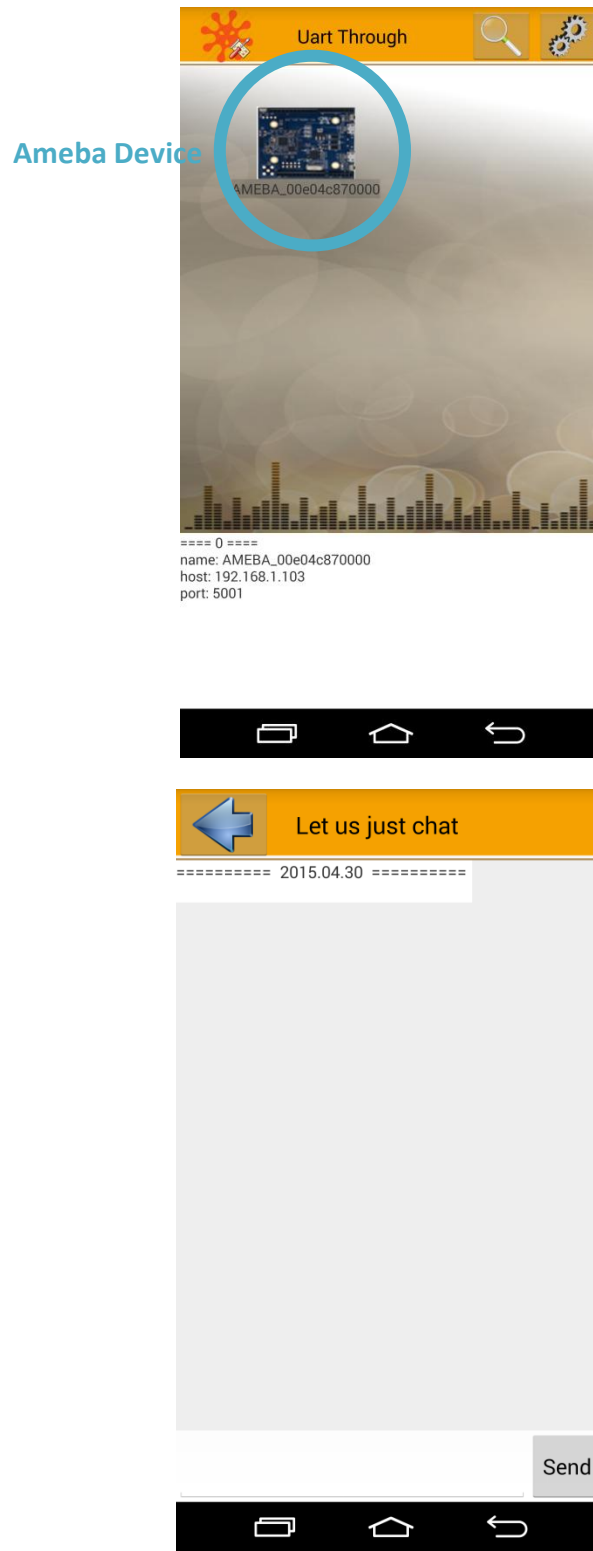 Uart Through
Ameba Device
AMEBA_00e04c870000
==== 0 ====
name: AMEBA_00e04c870000
host: 192.168.1.103
port: 5001
Let us just chat
========== 2015.04.30 ==========
Send